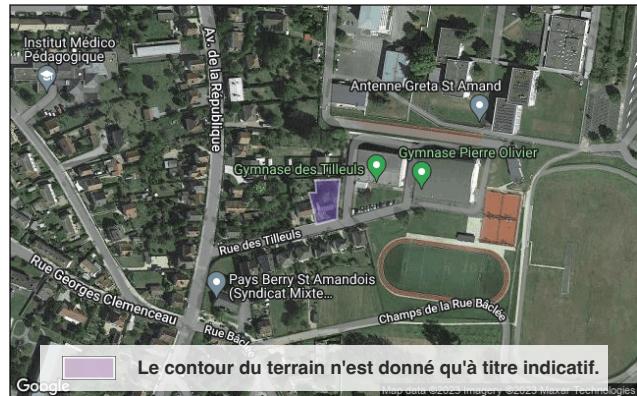 Institut Médico
Pédagogique
Av. de la République
Antenne Greta St Amand
Gymnase des Tilleuls
Gymnase Pierre Olivier
Rue des Tilleuls
Pays Berry St Amandois
(Syndicat Mixte...
Rue Georges Clemenceau
Rue Bâclée
Champs de la Rue Bâclée
Le contour du terrain n'est donné qu'à titre indicatif.
Google
Map data ©2023 Imagery ©2023 Maxar Technologies